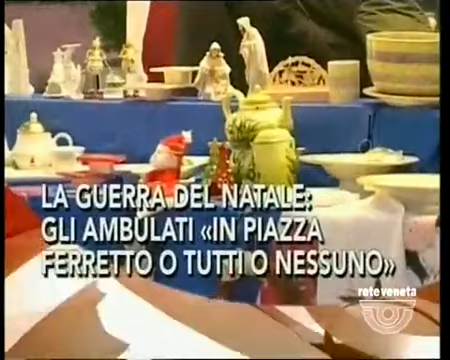 LA GUERRA DEL NATALE:
GLI AMBULATI «IN PIAZZA
FERRETTO O TUTTI O NESSUNO»
reteveneta